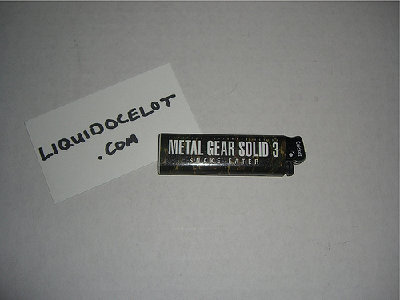 LIQUIDOCELOT
.COM
METAL GEAR SOLID 3
SNAKE EATER